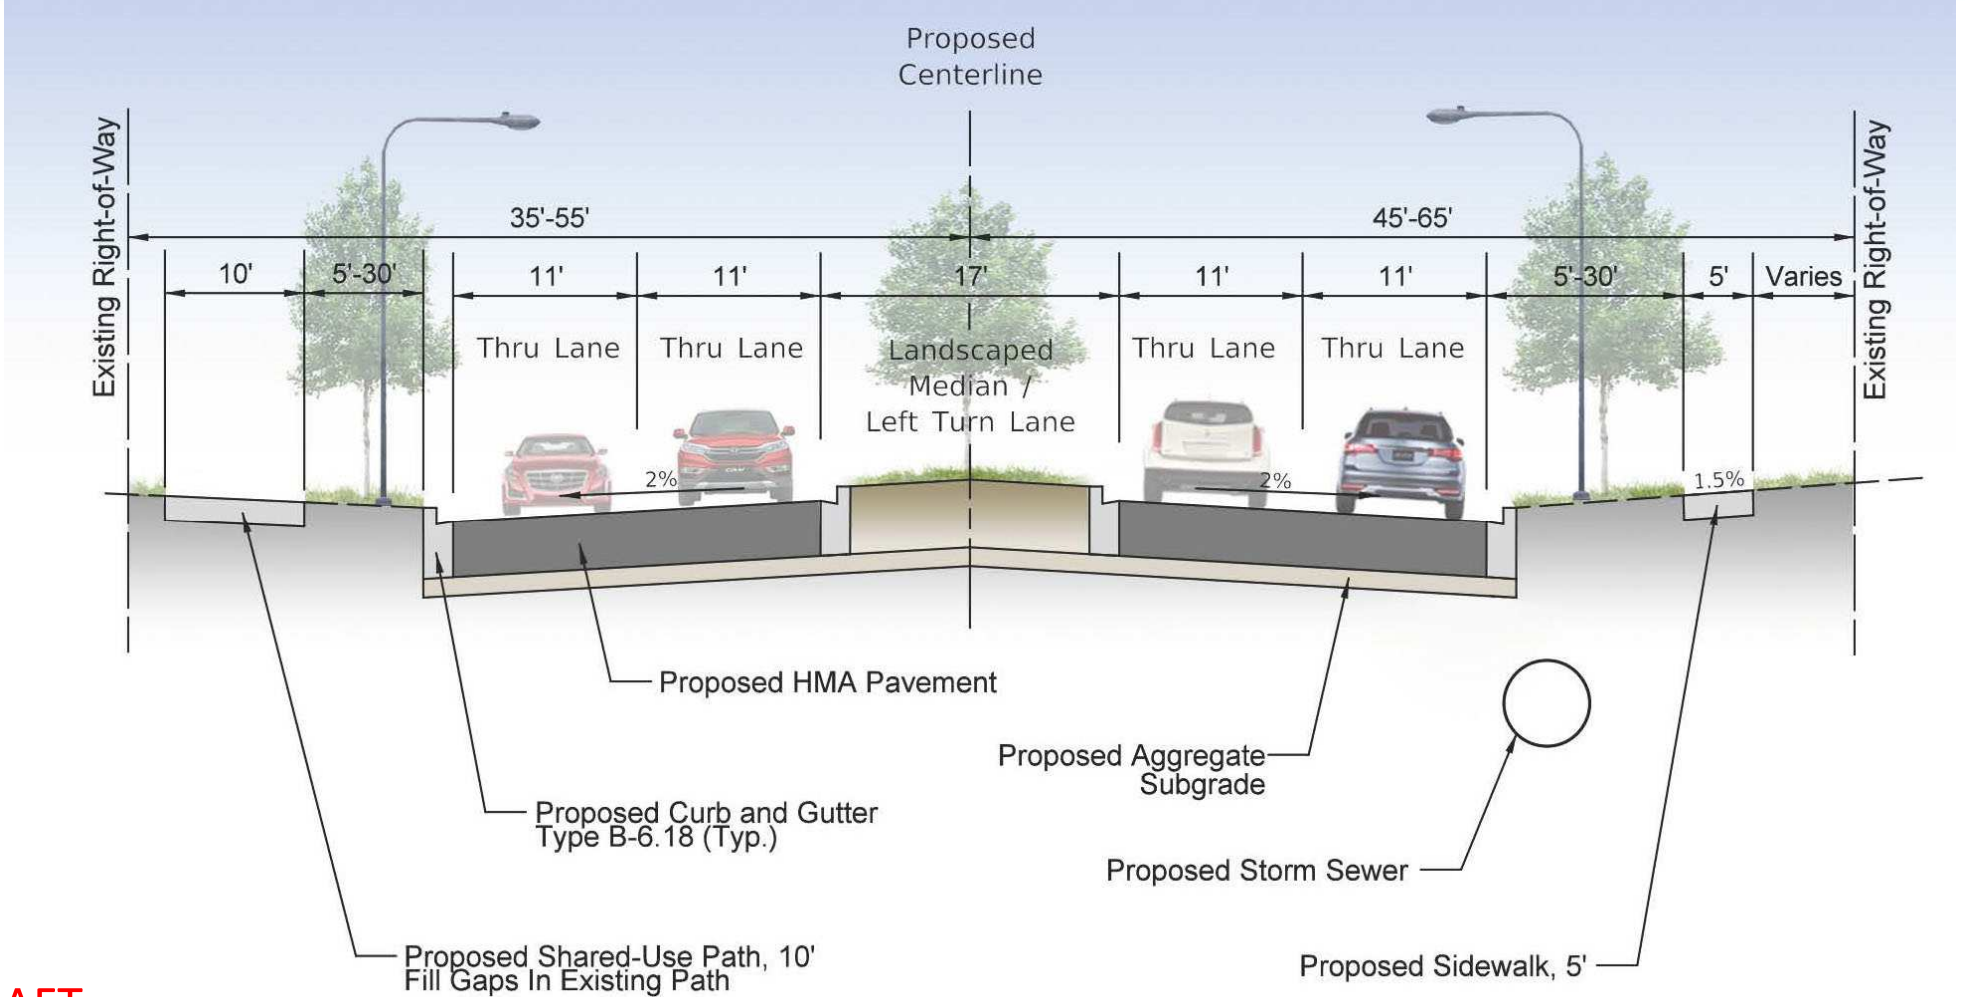 Proposed
Centerline
Existing Right-of-Way
Existing Right-of-Way
35'-55'
45'-65'
10'
5'-30'
11'
11'
17'
11'
11'
5'-30'
5'
Varies
Thru Lane
Thru Lane
Landscaped
Median /
Left Turn Lane
Thru Lane
Thru Lane
2%
2%
1.5%
Proposed HMA Pavement
Proposed Aggregate
Subgrade
Proposed Curb and Gutter
Type B-6.18 (Typ.)
Proposed Storm Sewer
Proposed Shared-Use Path, 10'
Fill Gaps In Existing Path
Proposed Sidewalk, 5'